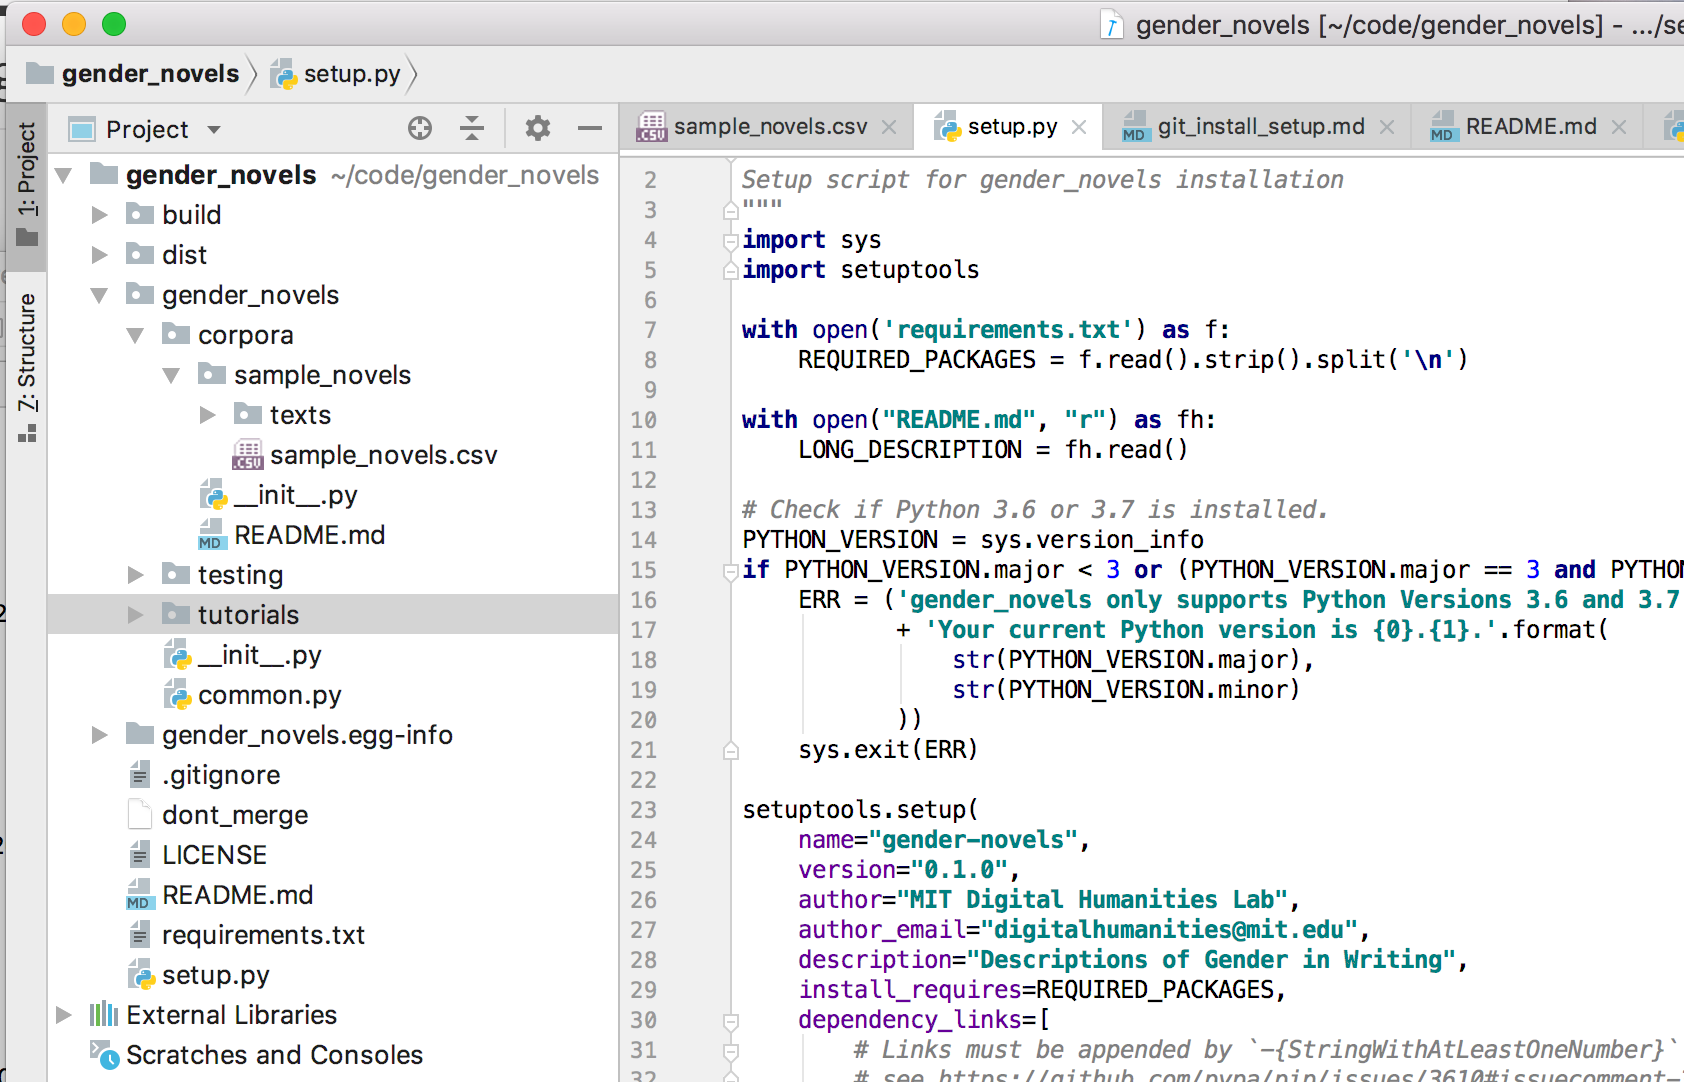 gender_novels [~/code/gender_novels] - .../se
gender_novels
setup.py
1: Project
7: Structure
Project
sample_novels.csv
setup.py
git_install_setup.md
README.md
gender_novels ~/code/gender_novels
build
dist
gender_novels
corpora
sample_novels
texts
sample_novels.csv
__init__.py
README.md
testing
tutorials
__init__.py
common.py
gender_novels.egg-info
.gitignore
dont_merge
LICENSE
README.md
requirements.txt
setup.py
External Libraries
Scratches and Consoles
2 Setup script for gender_novels installation
3 """
4 import sys
5 import setuptools
6
7 with open('requirements.txt') as f:
8     REQUIRED_PACKAGES = f.read().strip().split('\n')
9
10 with open("README.md", "r") as fh:
11     LONG_DESCRIPTION = fh.read()
12
13 # Check if Python 3.6 or 3.7 is installed.
14 PYTHON_VERSION = sys.version_info
15 if PYTHON_VERSION.major < 3 or (PYTHON_VERSION.major == 3 and PYTHON
16     ERR = ('gender_novels only supports Python Versions 3.6 and 3.7
17            + 'Your current Python version is {0}.{1}.'.format(
18                str(PYTHON_VERSION.major),
19                str(PYTHON_VERSION.minor)
20            ))
21     sys.exit(ERR)
22
23 setuptools.setup(
24     name="gender-novels",
25     version="0.1.0",
26     author="MIT Digital Humanities Lab",
27     author_email="digitalhumanities@mit.edu",
28     description="Descriptions of Gender in Writing",
29     install_requires=REQUIRED_PACKAGES,
30     dependency_links=[
31         # Links must be appended by `-{StringWithAtLeastOneNumber}`
32         # see https://github.com/pypa/pip/issues/3610#issuecomment-